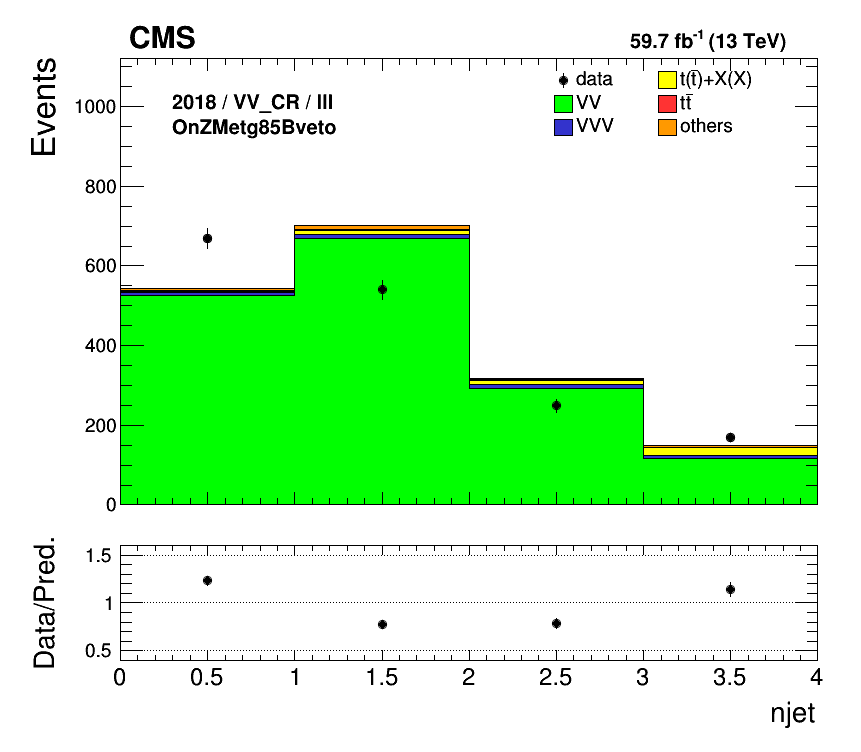 CMS 59.7 fb⁻¹ (13 TeV)
Events
2018 / VV_CR / lll
OnZMetg85Bveto
data t(t̄)+X(X)
VV tt̄
VVV others
1000
800
600
400
200
0
Data/Pred.
1.5
1
0.5
0 0.5 1 1.5 2 2.5 3 3.5 4
njet